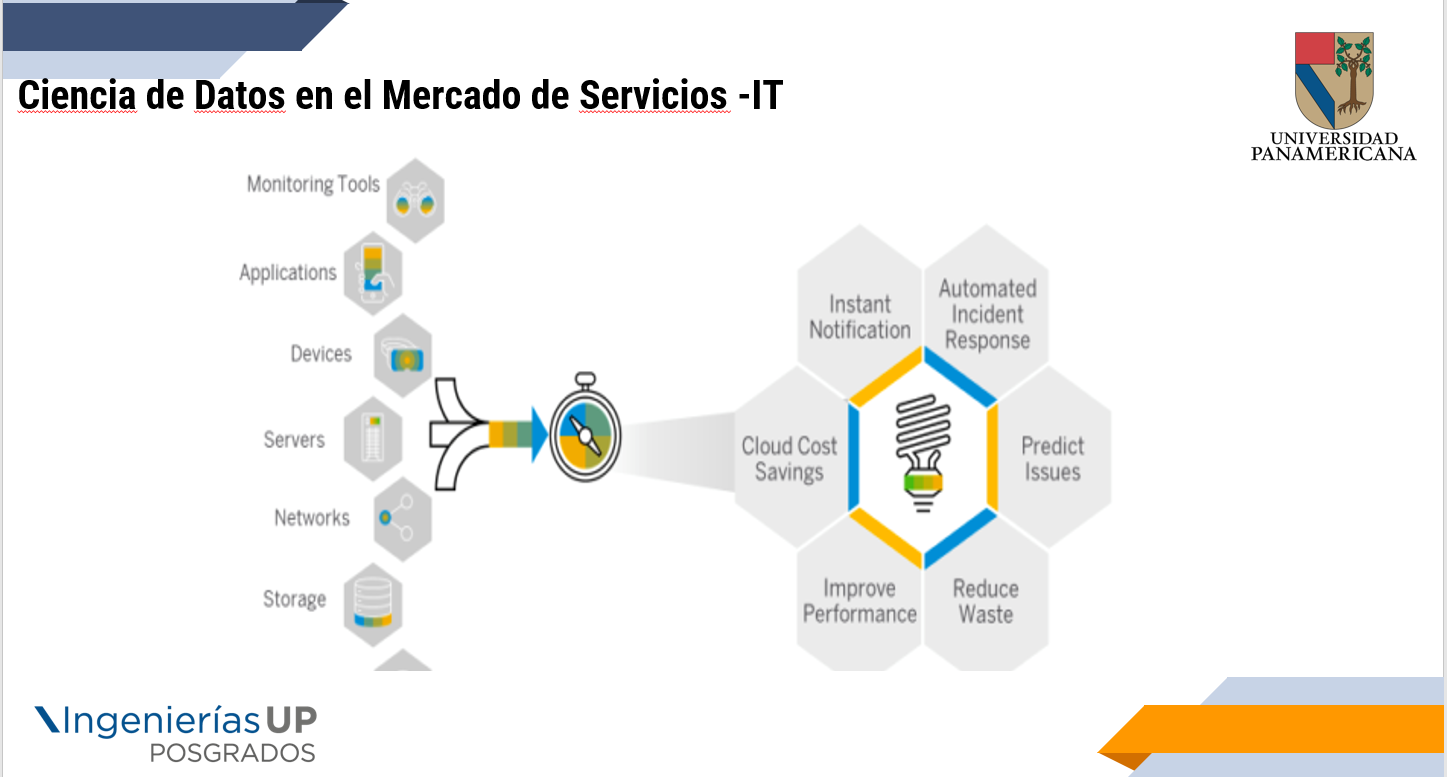 Ciencia de Datos en el Mercado de Servicios -IT
UNIVERSIDAD
PANAMERICANA
Monitoring Tools
Applications
Devices
Servers
Networks
Storage
Instant
Notification
Automated
Incident
Response
Cloud Cost
Savings
Predict
Issues
Improve
Performance
Reduce
Waste
Ingenierías UP
POSGRADOS